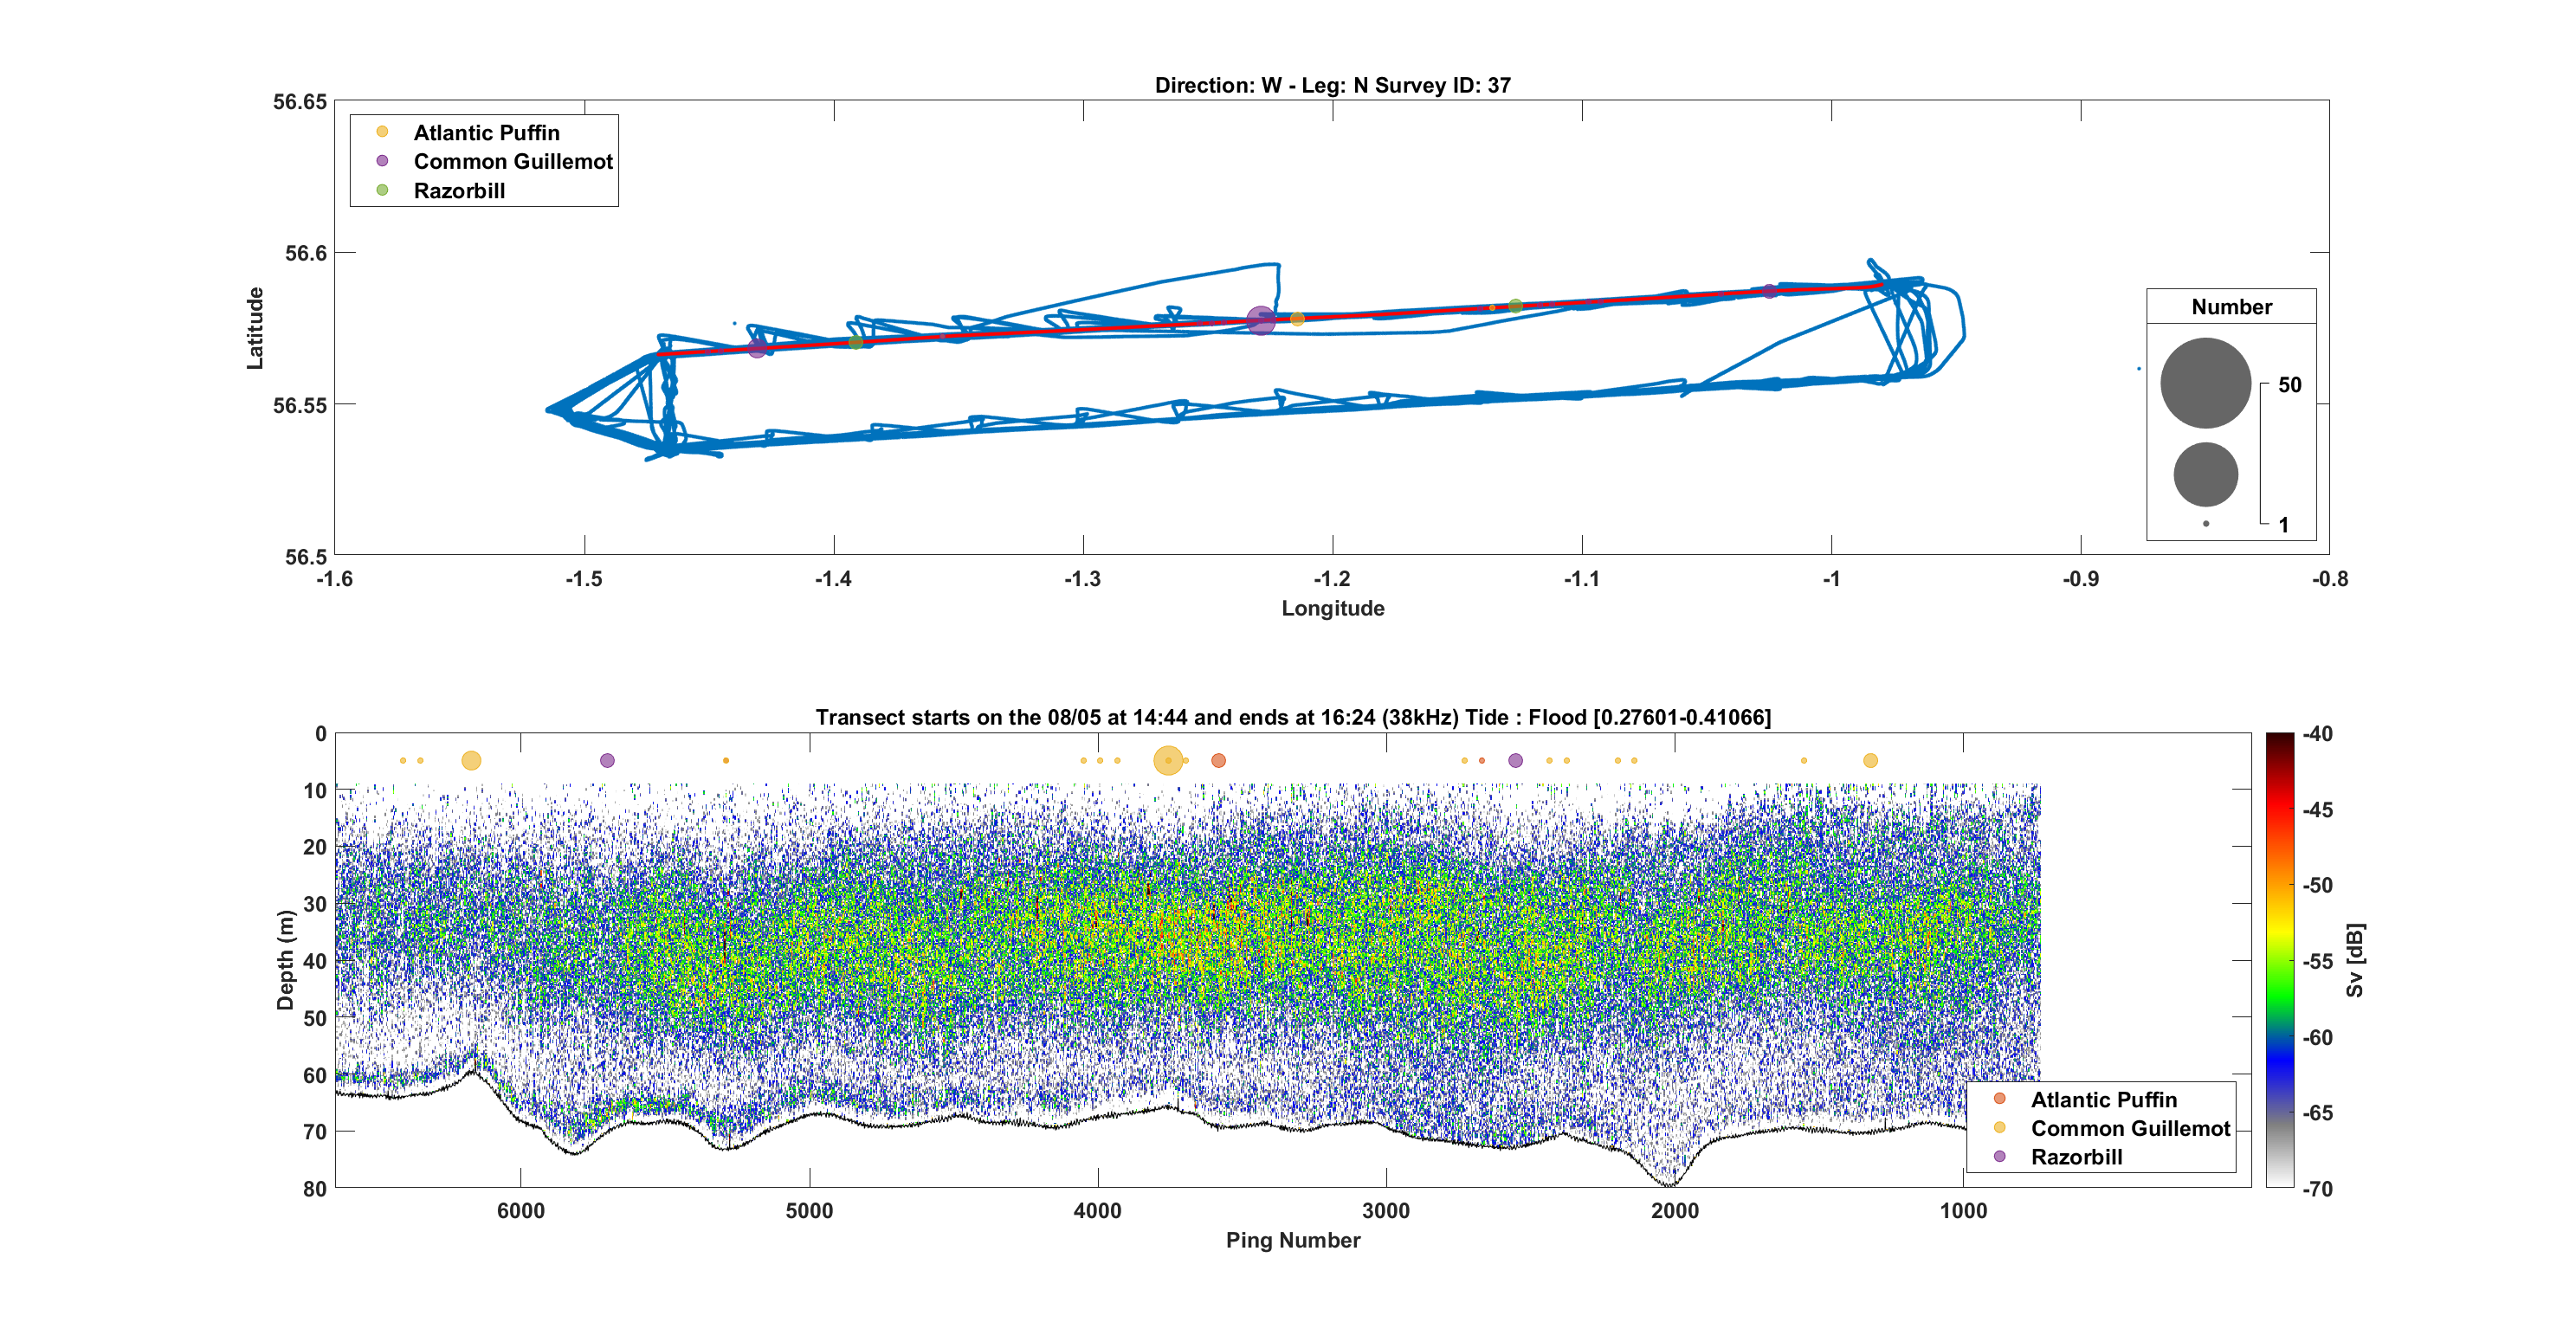 Direction: W - Leg: N Survey ID: 37
56.65
56.6
56.55
56.5
Latitude
Atlantic Puffin
Common Guillemot
Razorbill
Number
50
1
-1.6 -1.5 -1.4 -1.3 -1.2 -1.1 -1 -0.9 -0.8
Longitude
Transect starts on the 08/05 at 14:44 and ends at 16:24 (38kHz) Tide : Flood [0.27601-0.41066]
0
10
20
30
40
50
60
70
80
Depth (m)
Atlantic Puffin
Common Guillemot
Razorbill
6000 5000 4000 3000 2000 1000
Ping Number
-40
-45
-50
-55
-60
-65
-70
Sv [dB]